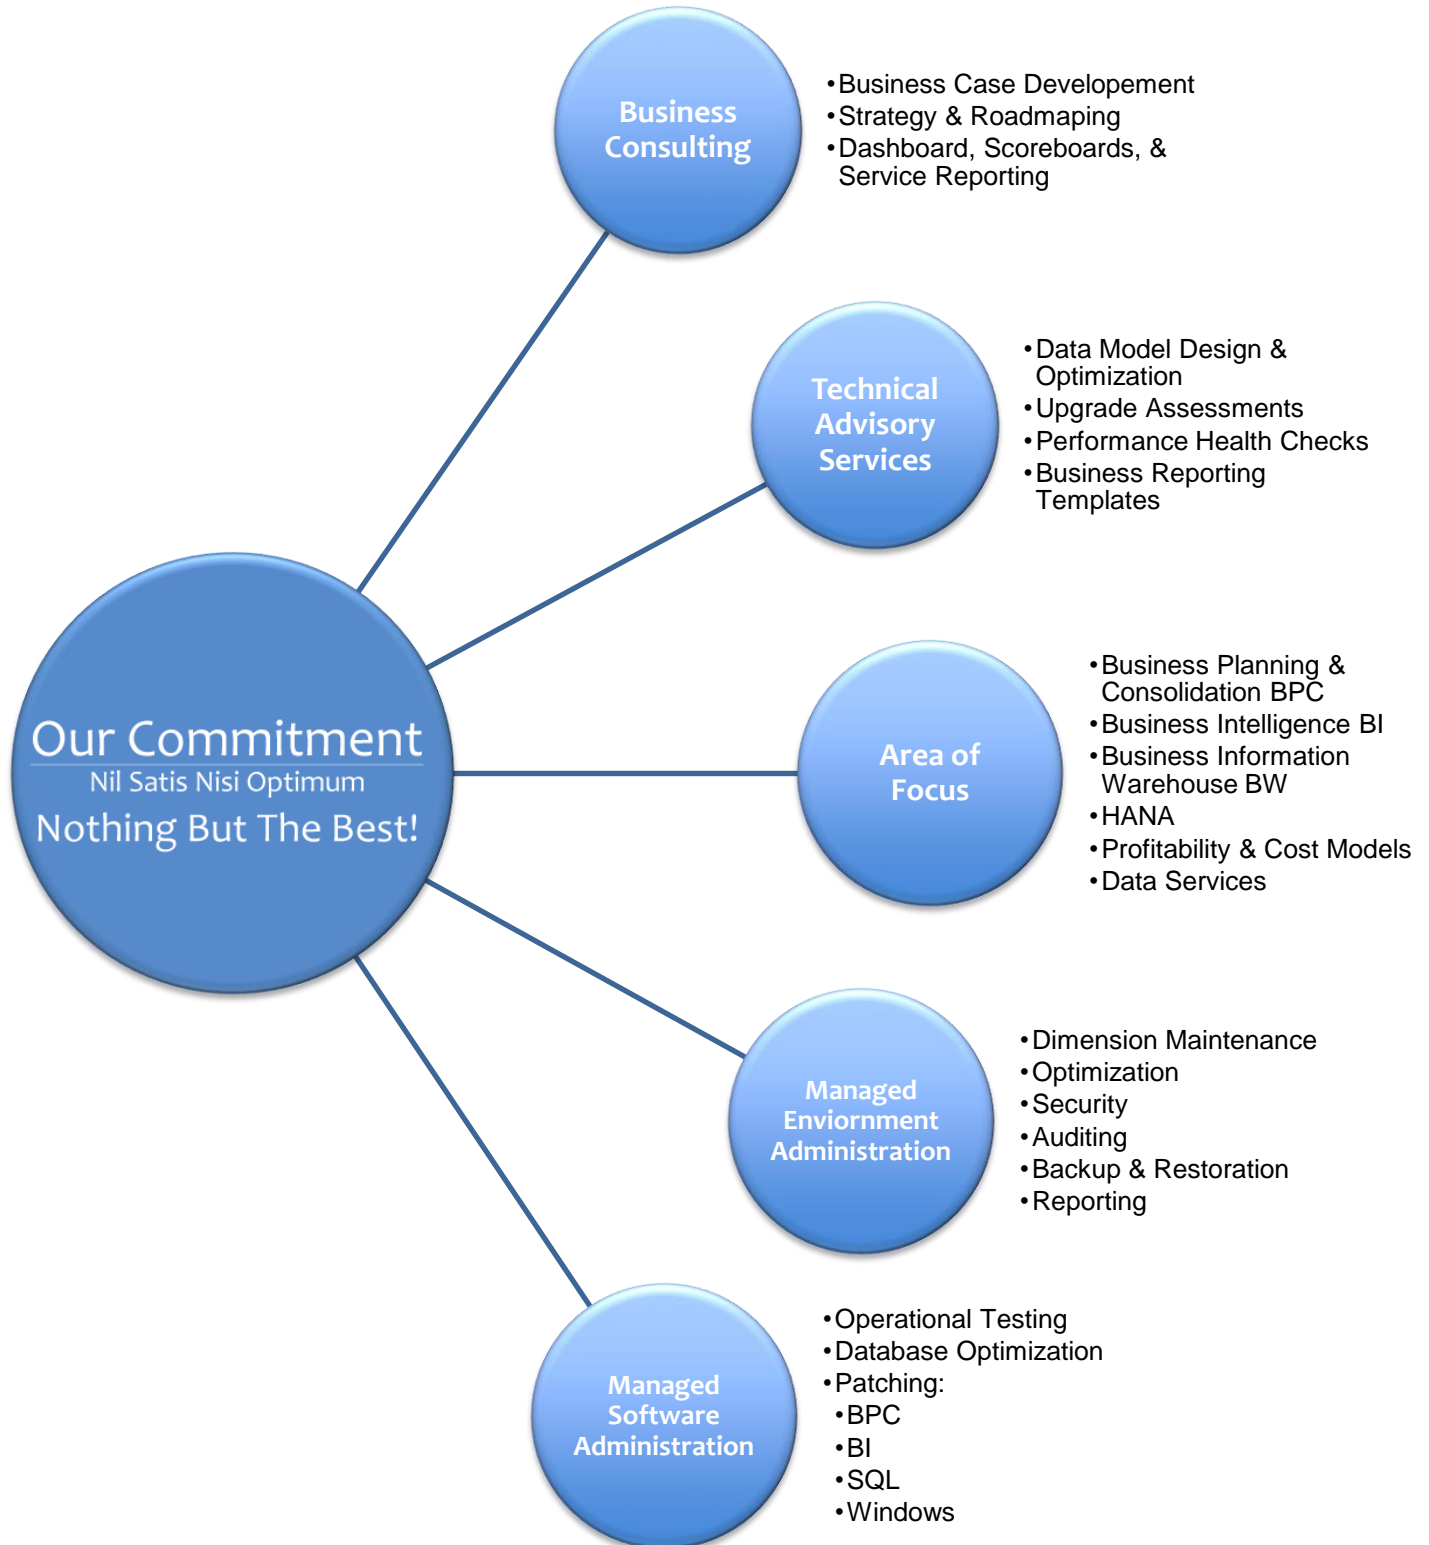 Business
Consulting
•Business Case Developement
•Strategy & Roadmaping
•Dashboard, Scoreboards, &
Service Reporting
Technical
Advisory
Services
•Data Model Design &
Optimization
•Upgrade Assessments
•Performance Health Checks
•Business Reporting
Templates
Our Commitment
Nil Satis Nisi Optimum
Nothing But The Best!
Area of
Focus
•Business Planning &
Consolidation BPC
•Business Intelligence BI
•Business Information
Warehouse BW
•HANA
•Profitability & Cost Models
•Data Services
Managed
Enviornment
Administration
•Dimension Maintenance
•Optimization
•Security
•Auditing
•Backup & Restoration
•Reporting
Managed
Software
Administration
•Operational Testing
•Database Optimization
•Patching:
•BPC
•BI
•SQL
•Windows